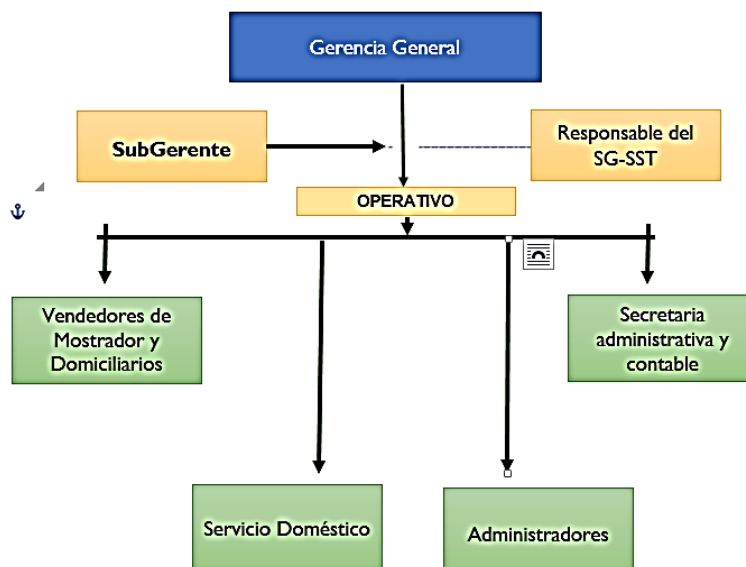 Gerencia General
SubGerente
Responsable del
SG-SST
OPERATIVO
Vendedores de
Mostrador y
Domiciliarios
Secretaria
administrativa y
contable
Servicio Doméstico
Administradores